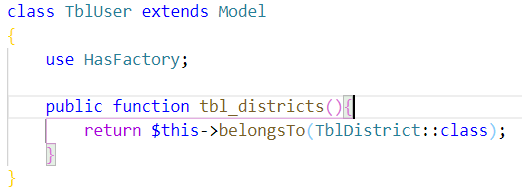 class TblUser extends Model
{
use HasFactory;
public function tbl_districts(){
return $this->belongsTo(TblDistrict::class);
}
}